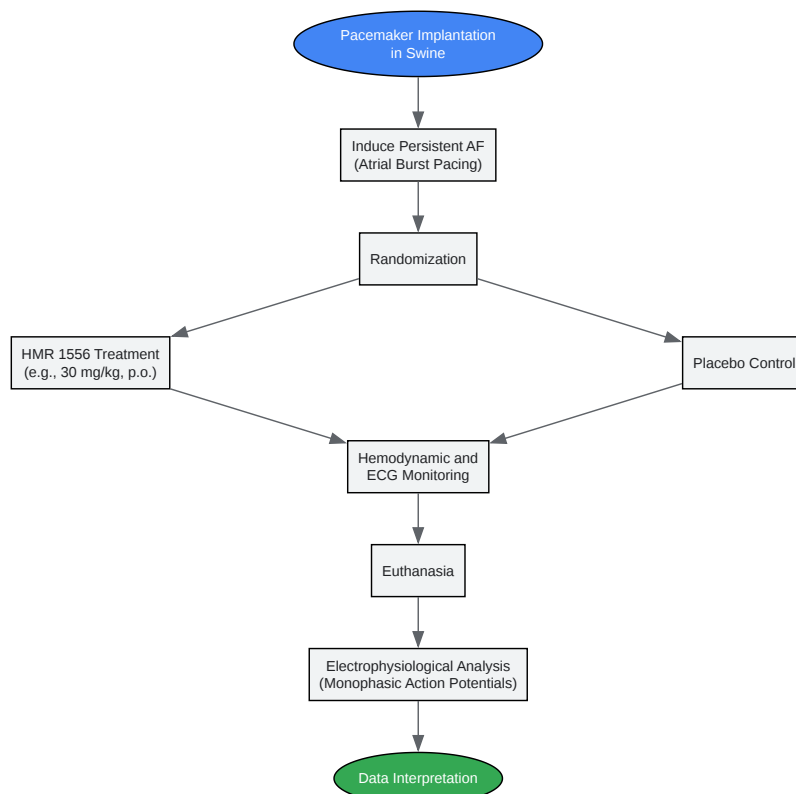 Pacemaker Implantation
in Swine
Induce Persistent AF
(Atrial Burst Pacing)
Randomization
HMR 1556 Treatment
(e.g., 30 mg/kg, p.o.)
Placebo Control
Hemodynamic and
ECG Monitoring
Euthanasia
Electrophysiological Analysis
(Monophasic Action Potentials)
Data Interpretation